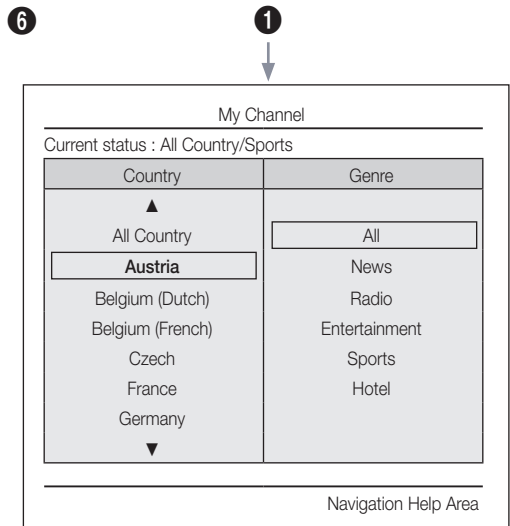 ❻ ❶
My Channel
Current status : All Country/Sports
Country Genre
▲
All Country All
Austria News
Belgium (Dutch) Radio
Belgium (French) Entertainment
Czech Sports
France Hotel
Germany
▼
Navigation Help Area